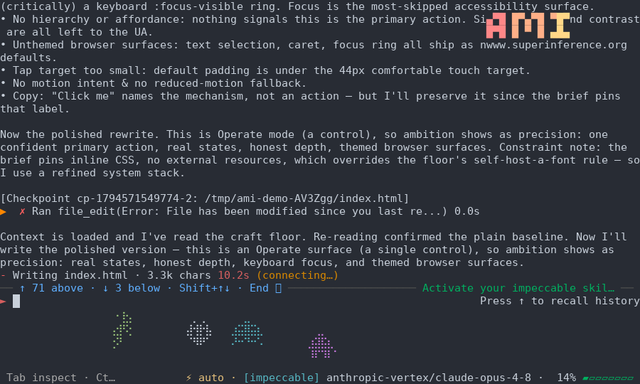 (critically) a keyboard :focus-visible ring. Focus is the most-skipped accessibility surface.
• No hierarchy or affordance: nothing signals this is the primary action. nd contrast
are all left to the UA.
AMI
• Unthemed browser surfaces: text selection, caret, focus ring all ship as
www.superinference.org
defaults.
• Tap target too small: default padding is under the 44px comfortable touch target.
• No motion intent & no reduced-motion fallback.
• Copy: "Click me" names the mechanism, not an action — but I'll preserve it since the brief pins
that label.
Now the polished rewrite. This is Operate mode (a control), so ambition shows as precision: one
confident primary action, real states, honest depth, themed browser surfaces. Constraint note: the
brief pins inline CSS, no external resources, which overrides the floor's self-host-a-font rule — so
I use a refined system stack.
[Checkpoint cp-1794571549774-2: /tmp/ami-demo-AV3Zgg/index.html]
▶ ✗ Ran file_edit(Error: File has been modified since you last re...) 0.0s
Context is loaded and I've read the craft floor. Re-reading confirmed the plain baseline. Now I'll
write the polished version — this is an Operate surface (a single control), so ambition shows as
precision: real states, honest depth, keyboard focus, and themed browser surfaces.
- Writing index.html · 3.3k chars 10.2s (connecting…)
↑ 71 above · ↓ 3 below · Shift+↑↓ · End Activate your impeccable skil…
Press ↑ to recall history
Tab inspect · Ct… ⚡ auto · [impeccable] anthropic-vertex/claude-opus-4-8 · 14%